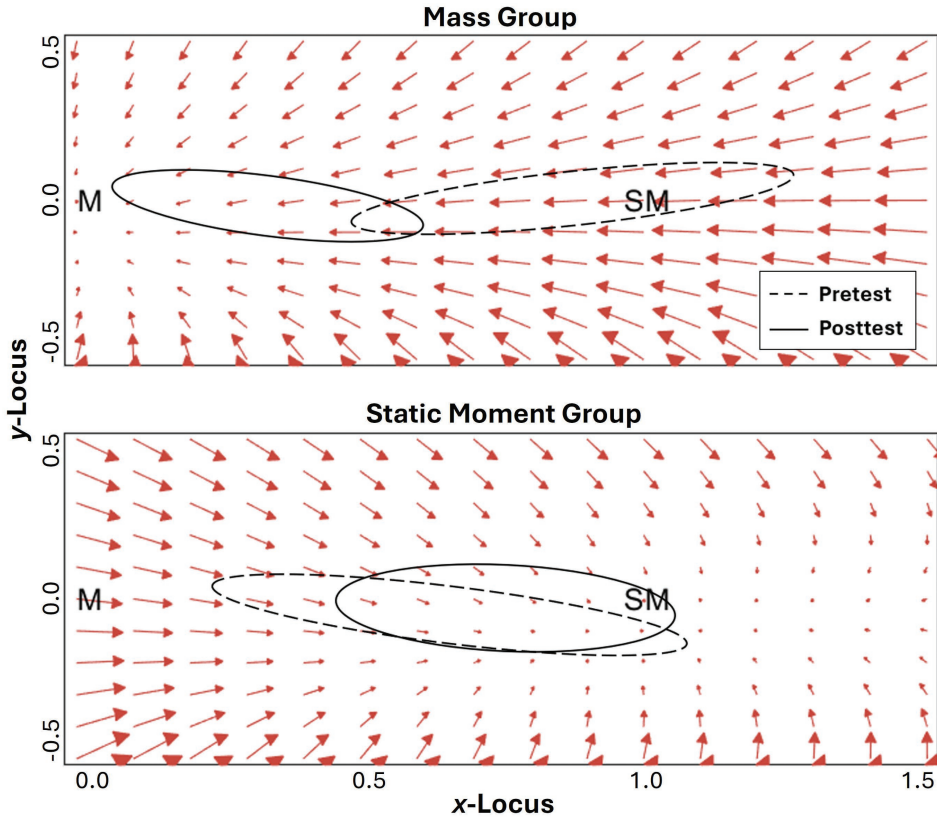 Mass Group
0.5
0.0
-0.5
M
SM
Pretest
Posttest
y-Locus
Static Moment Group
0.5
0.0
-0.5
M
SM
0.0
0.5
1.0
1.5
x-Locus